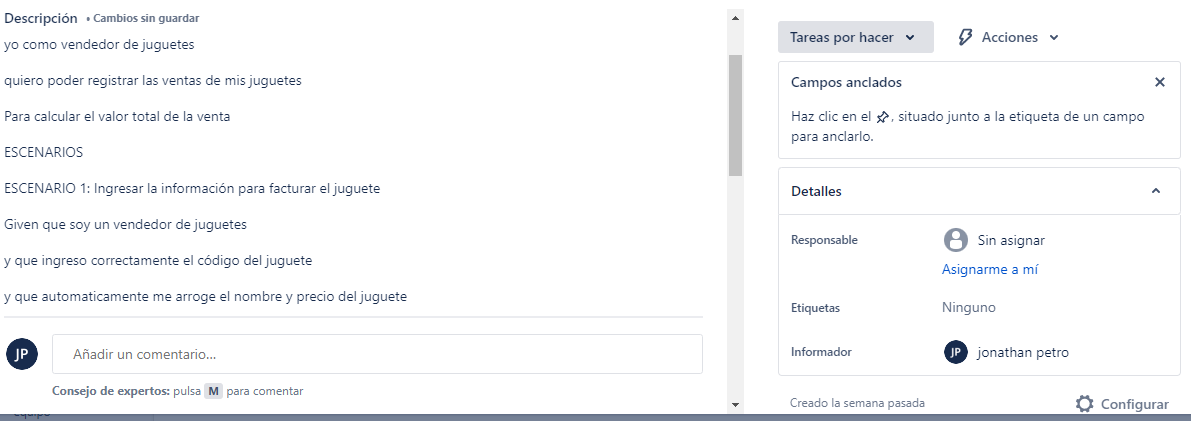 Descripción • Cambios sin guardar
yo como vendedor de juguetes
quiero poder registrar las ventas de mis juguetes
Para calcular el valor total de la venta
ESCENARIOS
ESCENARIO 1: Ingresar la información para facturar el juguete
Given que soy un vendedor de juguetes
y que ingreso correctamente el código del juguete
y que automaticamente me arroge el nombre y precio del juguete
JP
Añadir un comentario...
Consejo de expertos: pulsa M para comentar
equipo
Tareas por hacer
Acciones
Campos anclados
Haz clic en el , situado junto a la etiqueta de un campo
para anclarlo.
Detalles
Responsable
Sin asignar
Asignarme a mí
Etiquetas
Ninguno
Informador
JP jonathan petro
Creado la semana pasada
Configurar